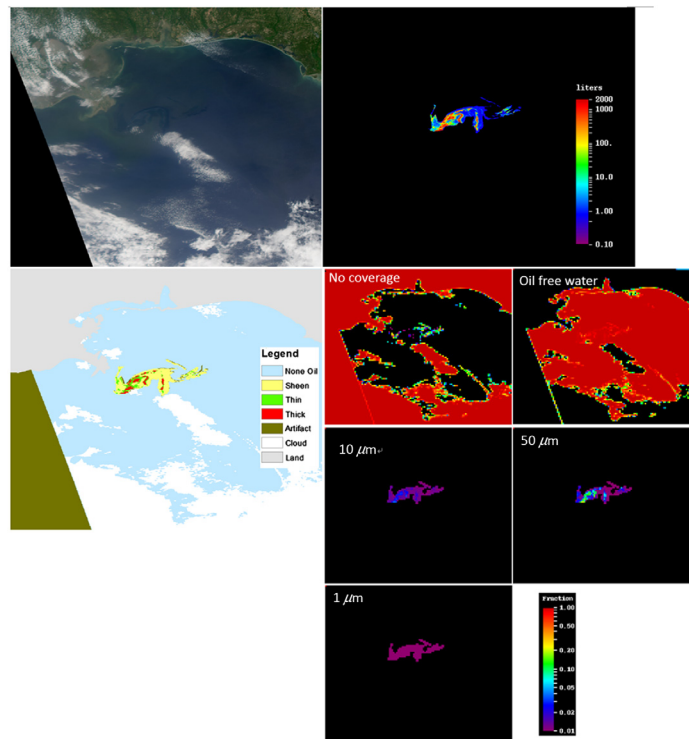 liters
2000
1000
100.
10.0
1.00
0.10
No coverage
Oil free water
Legend
None Oil
Sheen
Thin
Thick
Artifact
Cloud
Land
10 μm↵
50 μm
1 μm
Fraction
1.00
0.50
0.20
0.10
0.05
0.02
0.01